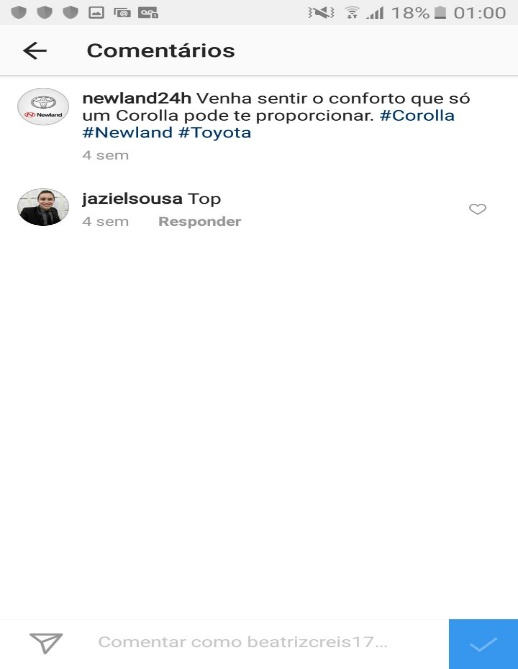 18% 01:00
Comentários
newland24h Venha sentir o conforto que só
um Corolla pode te proporcionar. #Corolla
#Newland #Toyota
Newland
4 sem
jazielsousa Top
4 sem Responder
Comentar como beatrizcreis17...